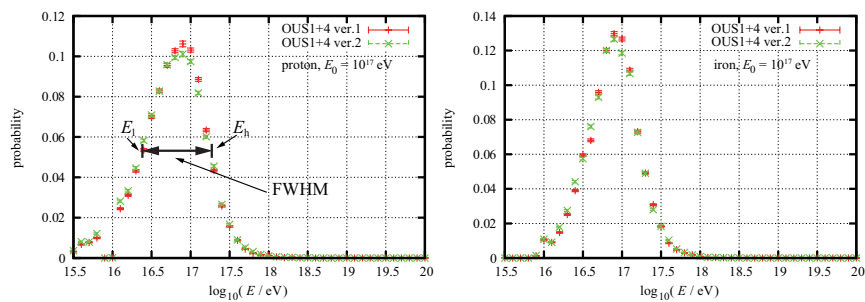 0.12
0.1
0.08
0.06
0.04
0.02
0
probability
OUS1+4 ver.1
OUS1+4 ver.2
proton, E0 = 10^17 eV
El
Eh
FWHM
15.5 16 16.5 17 17.5 18 18.5 19 19.5 20
log10(E / eV)
0.14
0.12
0.1
0.08
0.06
0.04
0.02
0
probability
OUS1+4 ver.1
OUS1+4 ver.2
iron, E0 = 10^17 eV
15.5 16 16.5 17 17.5 18 18.5 19 19.5 20
log10(E / eV)